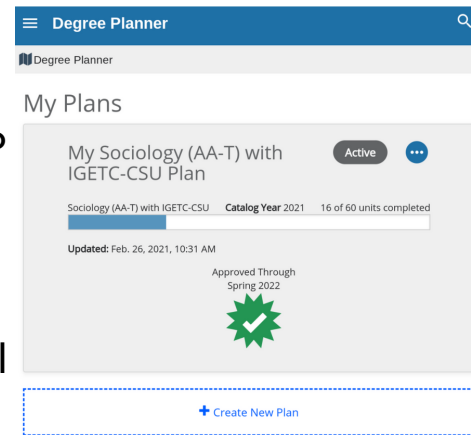 Degree Planner
Degree Planner
My Plans
My Sociology (AA-T) with
IGETC-CSU Plan
Active
Sociology (AA-T) with IGETC-CSU Catalog Year 2021 16 of 60 units completed
Updated: Feb. 26, 2021, 10:31 AM
Approved Through
Spring 2022
+ Create New Plan